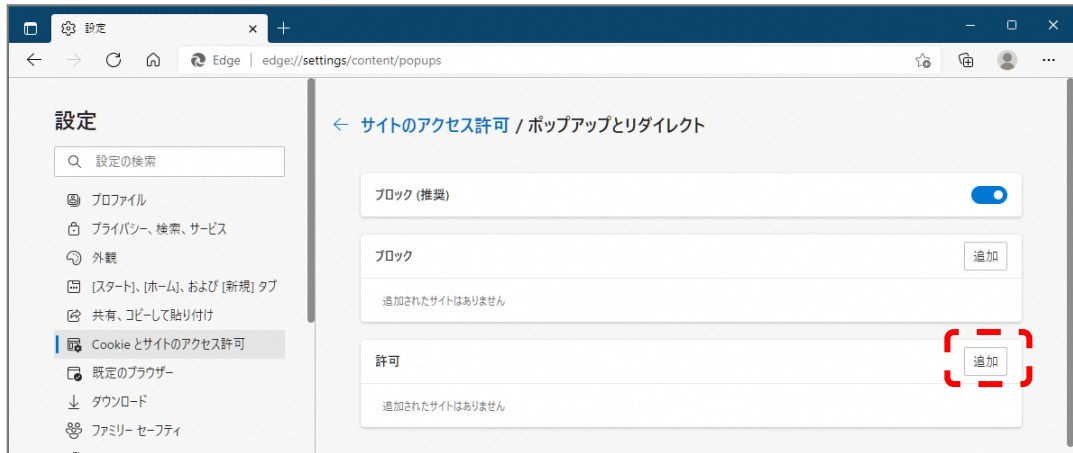 設定
Edge | edge://settings/content/popups
設定
設定の検索
プロファイル
プライバシー、検索、サービス
外観
[スタート]、[ホーム]、および [新規] タブ
共有、コピーして貼り付け
Cookie とサイトのアクセス許可
既定のブラウザー
ダウンロード
ファミリー セーフティ
サイトのアクセス許可 / ポップアップとリダイレクト
ブロック (推奨)
ブロック
追加
追加されたサイトはありません
許可
追加
追加されたサイトはありません